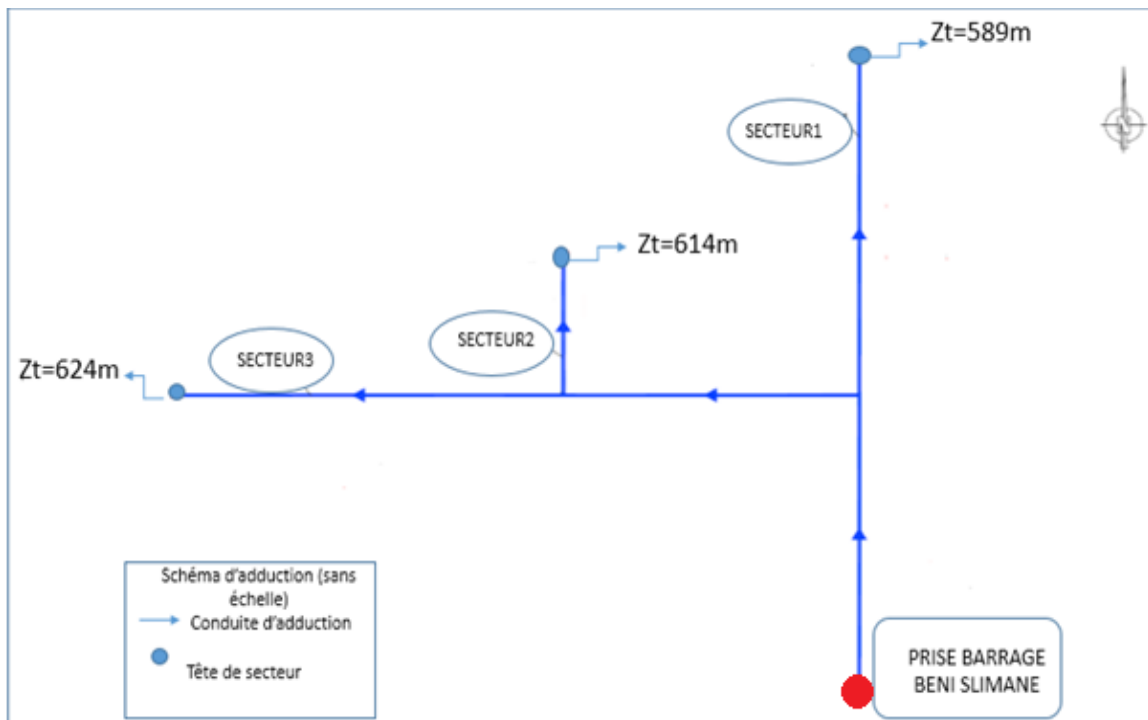 Zt=589m
SECTEUR1
Zt=614m
SECTEUR2
SECTEUR3
Zt=624m
Schéma d'adduction (sans
échelle)
Conduite d'adduction
Tête de secteur
PRISE BARRAGE
BENI SLIMANE